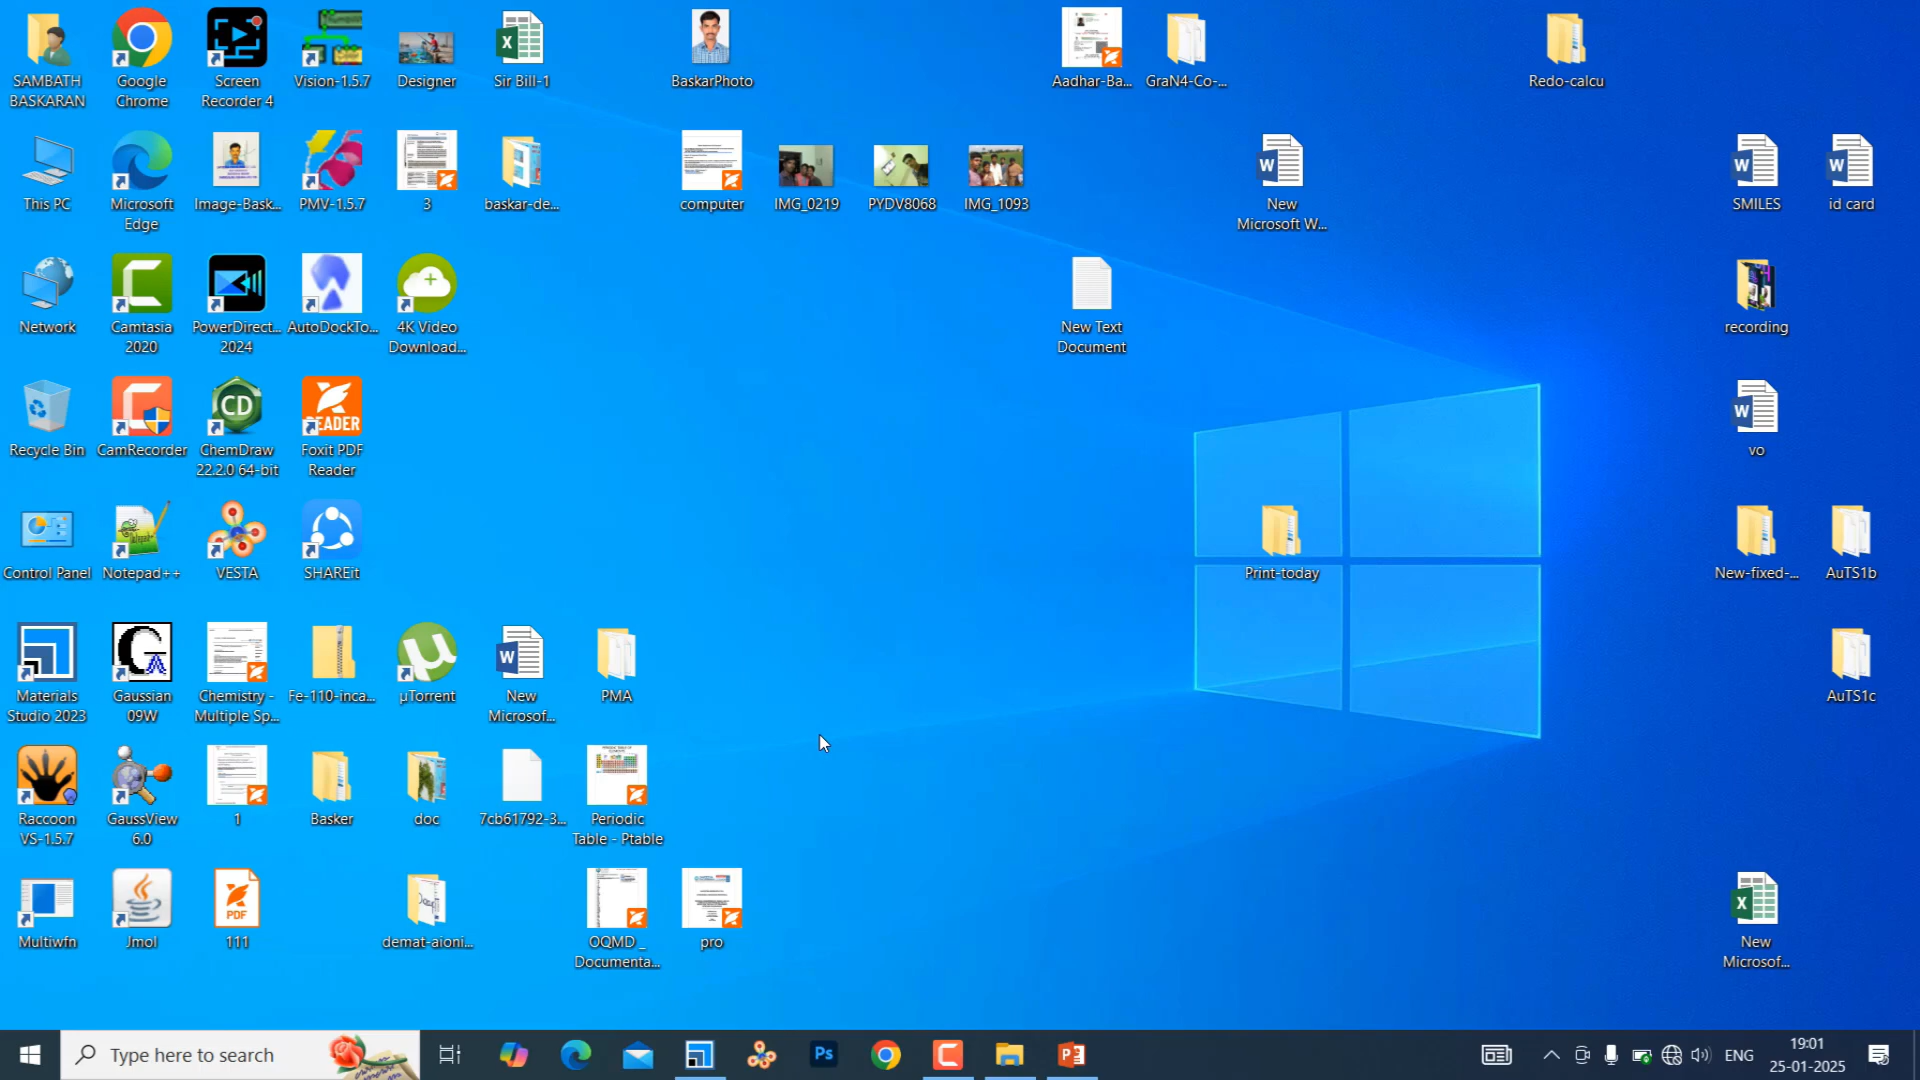 SAMBATH
BASKARAN
Google
Chrome
Screen
Recorder 4
Vision-1.5.7
Designer
Sir Bill-1
BaskarPhoto
Aadhar-Ba...
GraN4-Co-...
Redo-calcu
This PC
Microsoft
Edge
Image-Bask...
PMV-1.5.7
3
baskar-de...
computer
IMG_0219
PYDV8068
IMG_1093
New
Microsoft W...
SMILES
id card
Network
Camtasia
2020
PowerDirect...
2024
AutoDockTo...
4K Video
Download...
New Text
Document
recording
Recycle Bin
CamRecorder
CD
ChemDraw
22.2.0 64-bit
READER
Foxit PDF
Reader
vo
Control Panel
Notepad++
VESTA
SHAREit
Print-today
New-fixed-...
AuTS1b
Materials
Studio 2023
Gaussian
09W
Chemistry -
Multiple Sp...
Fe-110-inca...
µTorrent
New
Microsof...
PMA
AuTS1c
Raccoon
VS-1.5.7
GaussView
6.0
1
Basker
doc
7cb61792-3...
Periodic
Table - Ptable
Multiwfn
Jmol
PDF
111
demat-aioni...
OQMD _
Documenta...
pro
New
Microsof...
Type here to search
Ps
ENG
19:01
25-01-2025